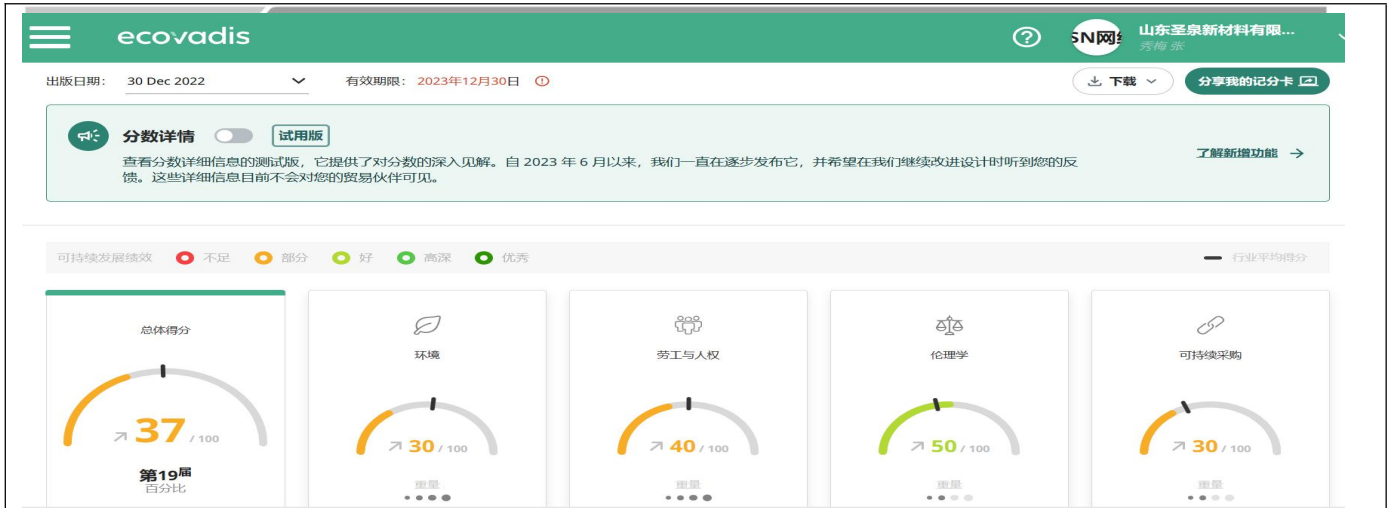 ecovadis
SN网
山东圣泉新材料有限...
秀梅 张
出版日期: 30 Dec 2022 有效期限: 2023年12月30日
下载
分享我的记分卡
分数详情 试用版
查看分数详细信息的测试版，它提供了对分数的深入见解。自 2023 年 6 月以来，我们一直在逐步发布它，并希望在我们继续改进设计时听到您的反
馈。这些详细信息目前不会对您的贸易伙伴可见。
了解新增功能 →
可持续发展绩效 不足 部分 好 高深 优秀 行业平均得分
总体得分
37 / 100
第19届
百分比
环境
30 / 100
重量
劳工与人权
40 / 100
重量
伦理学
50 / 100
重量
可持续采购
30 / 100
重量